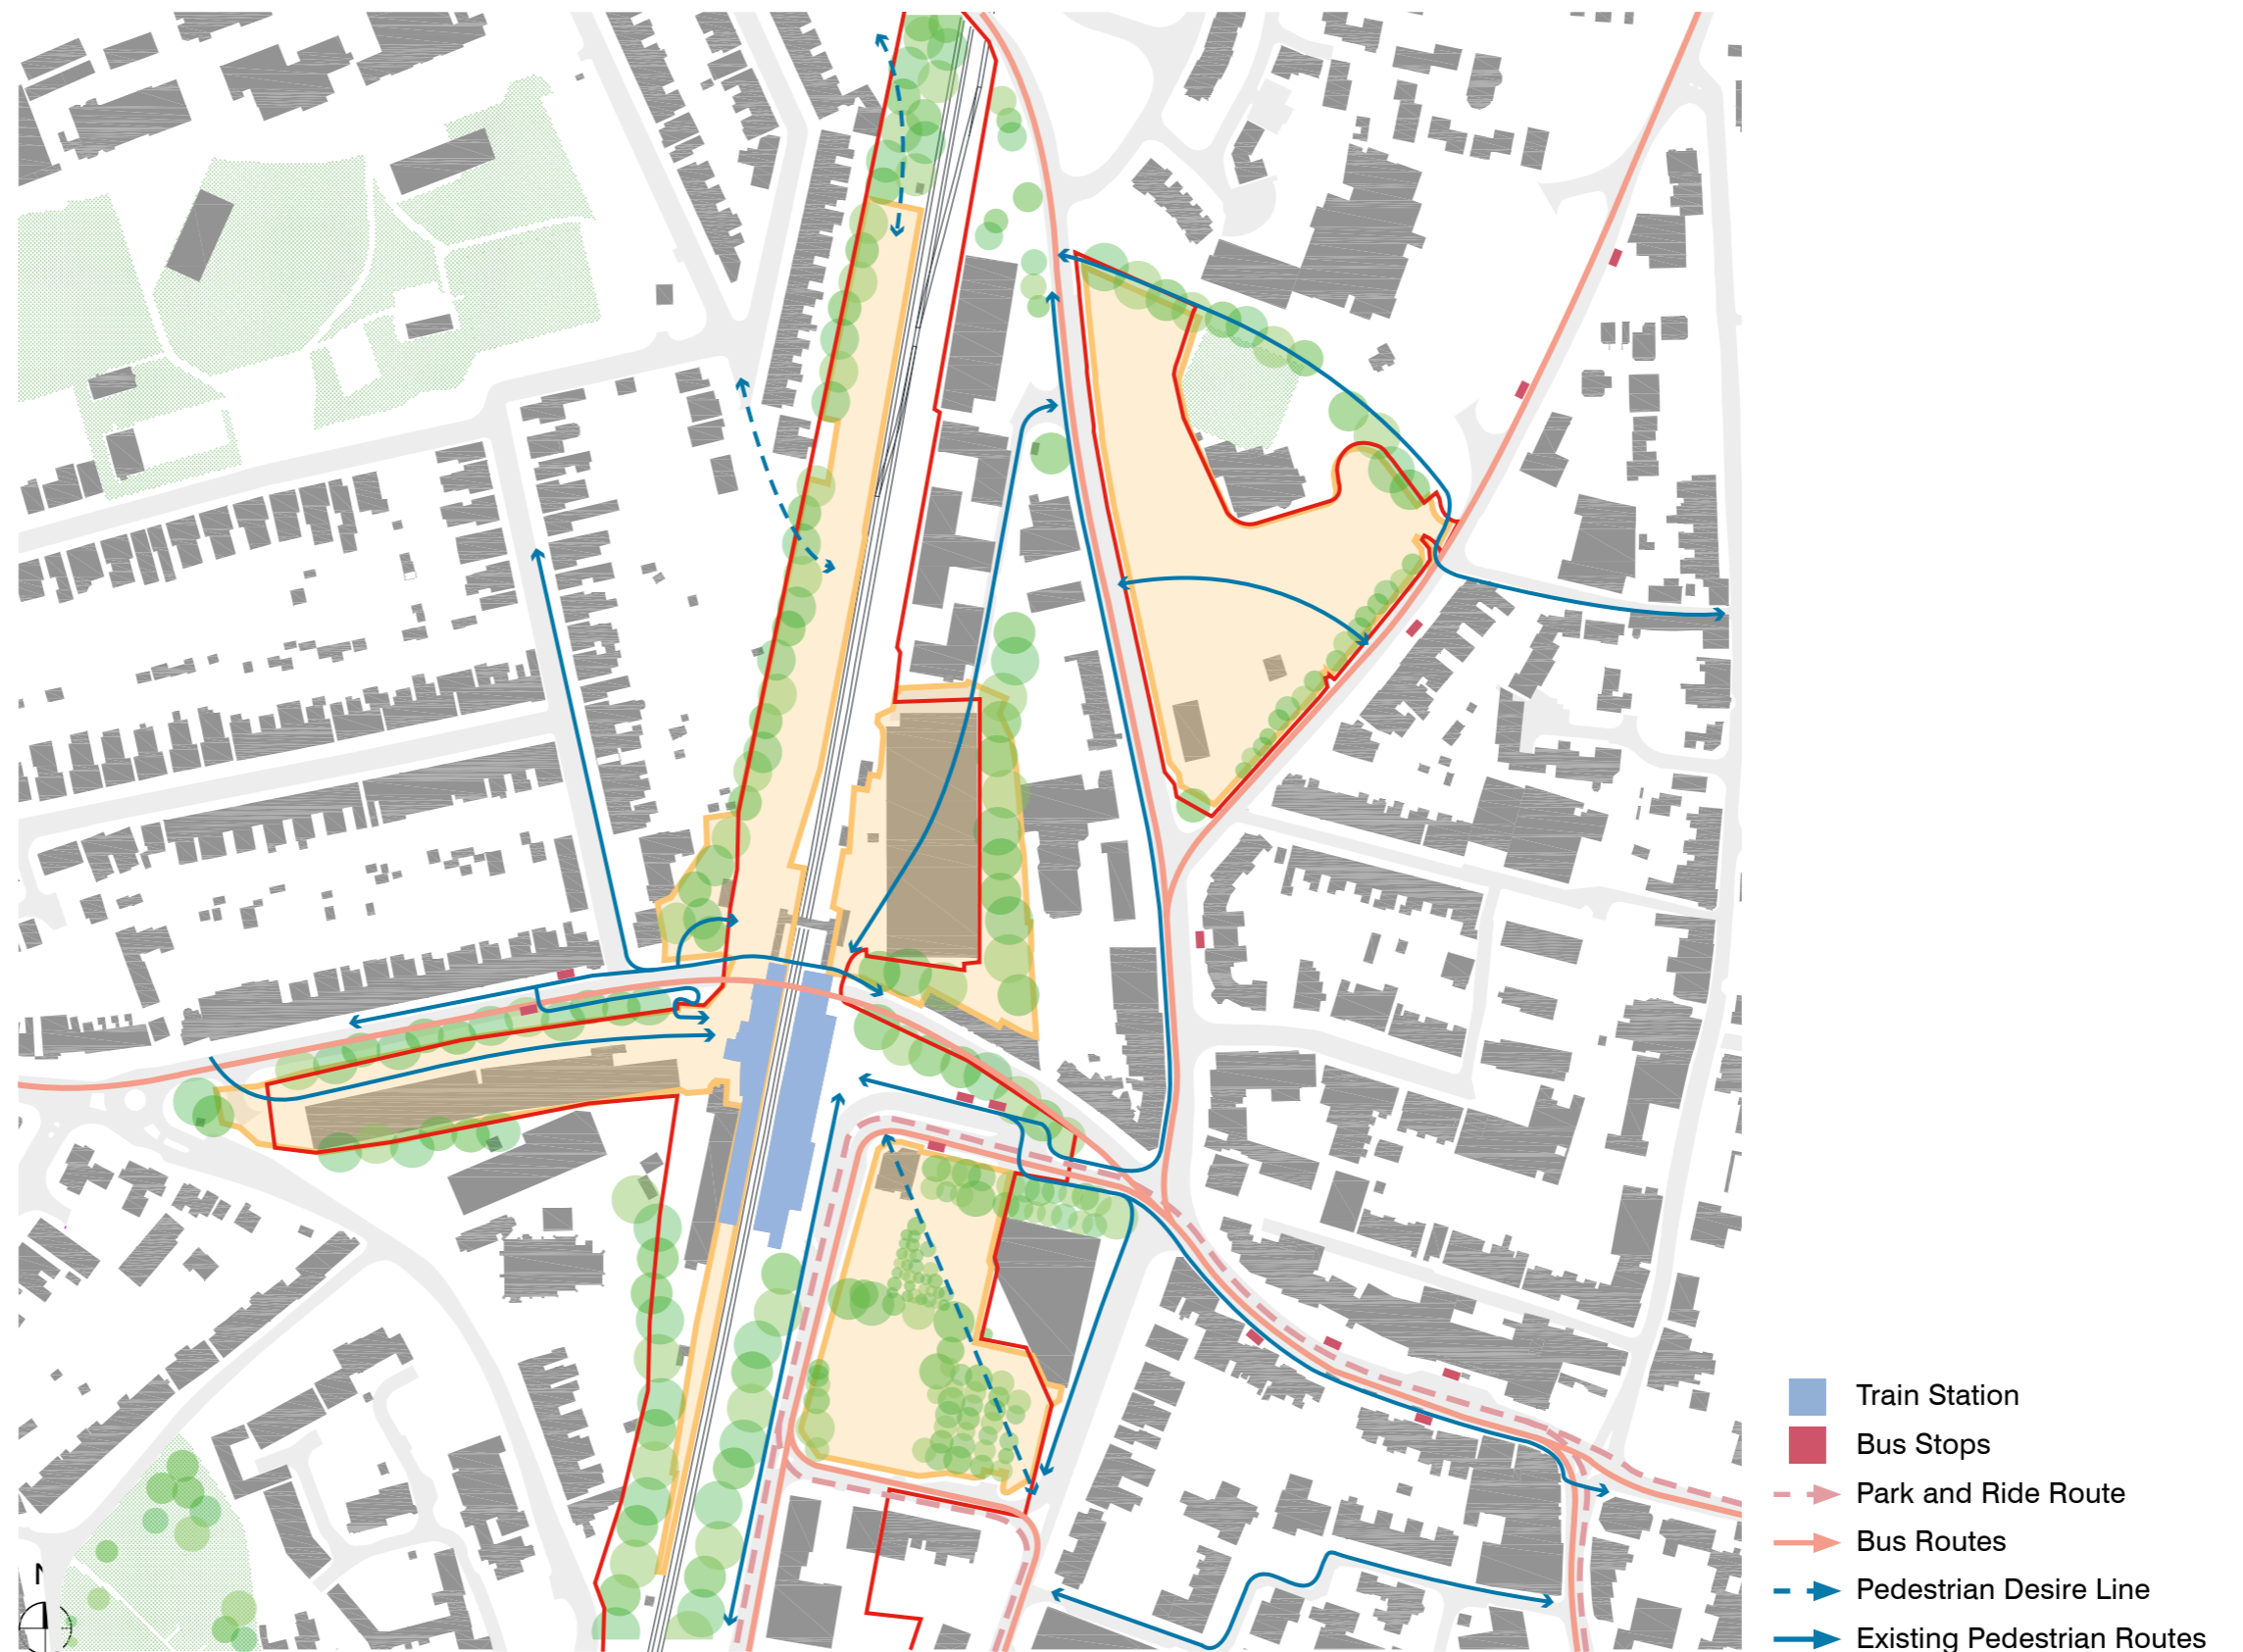 Train Station
Bus Stops
Park and Ride Route
Bus Routes
Pedestrian Desire Line
Existing Pedestrian Routes
N